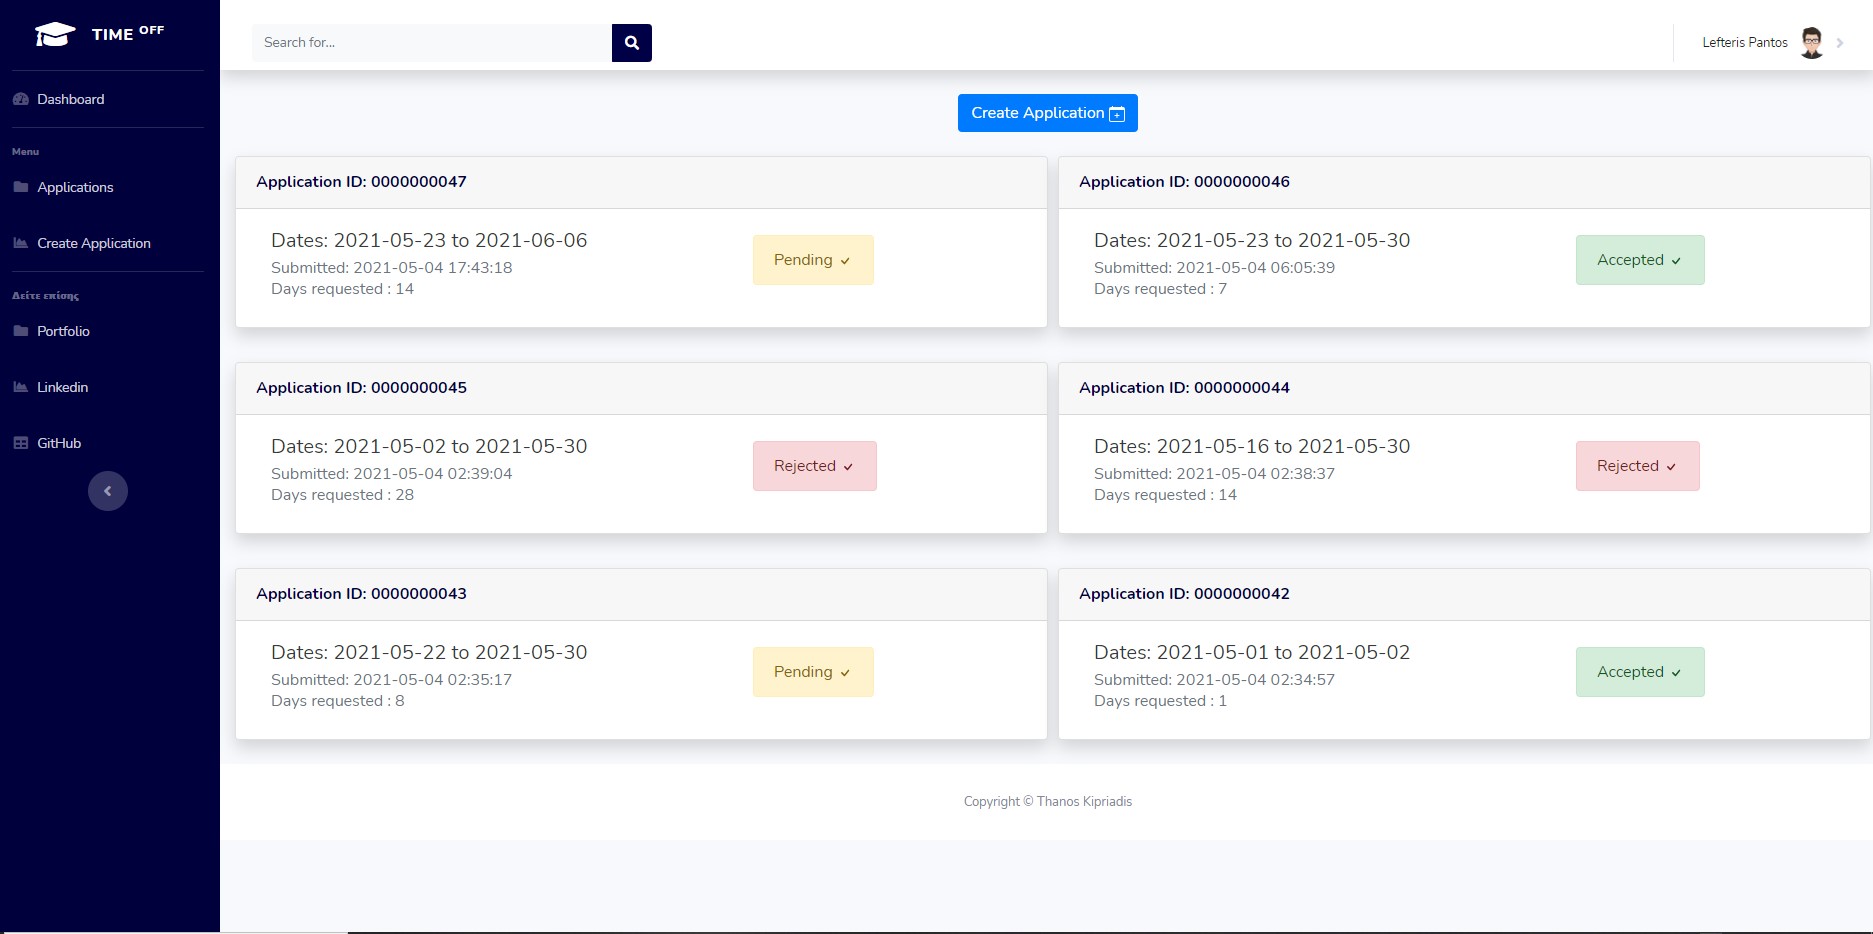 TIME OFF
Search for...
Lefteris Pantos
Dashboard
Menu
Applications
Create Application
Δείτε επίσης
Portfolio
Linkedin
GitHub
Create Application
Application ID: 0000000047
Dates: 2021-05-23 to 2021-06-06
Submitted: 2021-05-04 17:43:18
Days requested : 14
Pending
Application ID: 0000000046
Dates: 2021-05-23 to 2021-05-30
Submitted: 2021-05-04 06:05:39
Days requested : 7
Accepted
Application ID: 0000000045
Dates: 2021-05-02 to 2021-05-30
Submitted: 2021-05-04 02:39:04
Days requested : 28
Rejected
Application ID: 0000000044
Dates: 2021-05-16 to 2021-05-30
Submitted: 2021-05-04 02:38:37
Days requested : 14
Rejected
Application ID: 0000000043
Dates: 2021-05-22 to 2021-05-30
Submitted: 2021-05-04 02:35:17
Days requested : 8
Pending
Application ID: 0000000042
Dates: 2021-05-01 to 2021-05-02
Submitted: 2021-05-04 02:34:57
Days requested : 1
Accepted
Copyright © Thanos Kipriadis